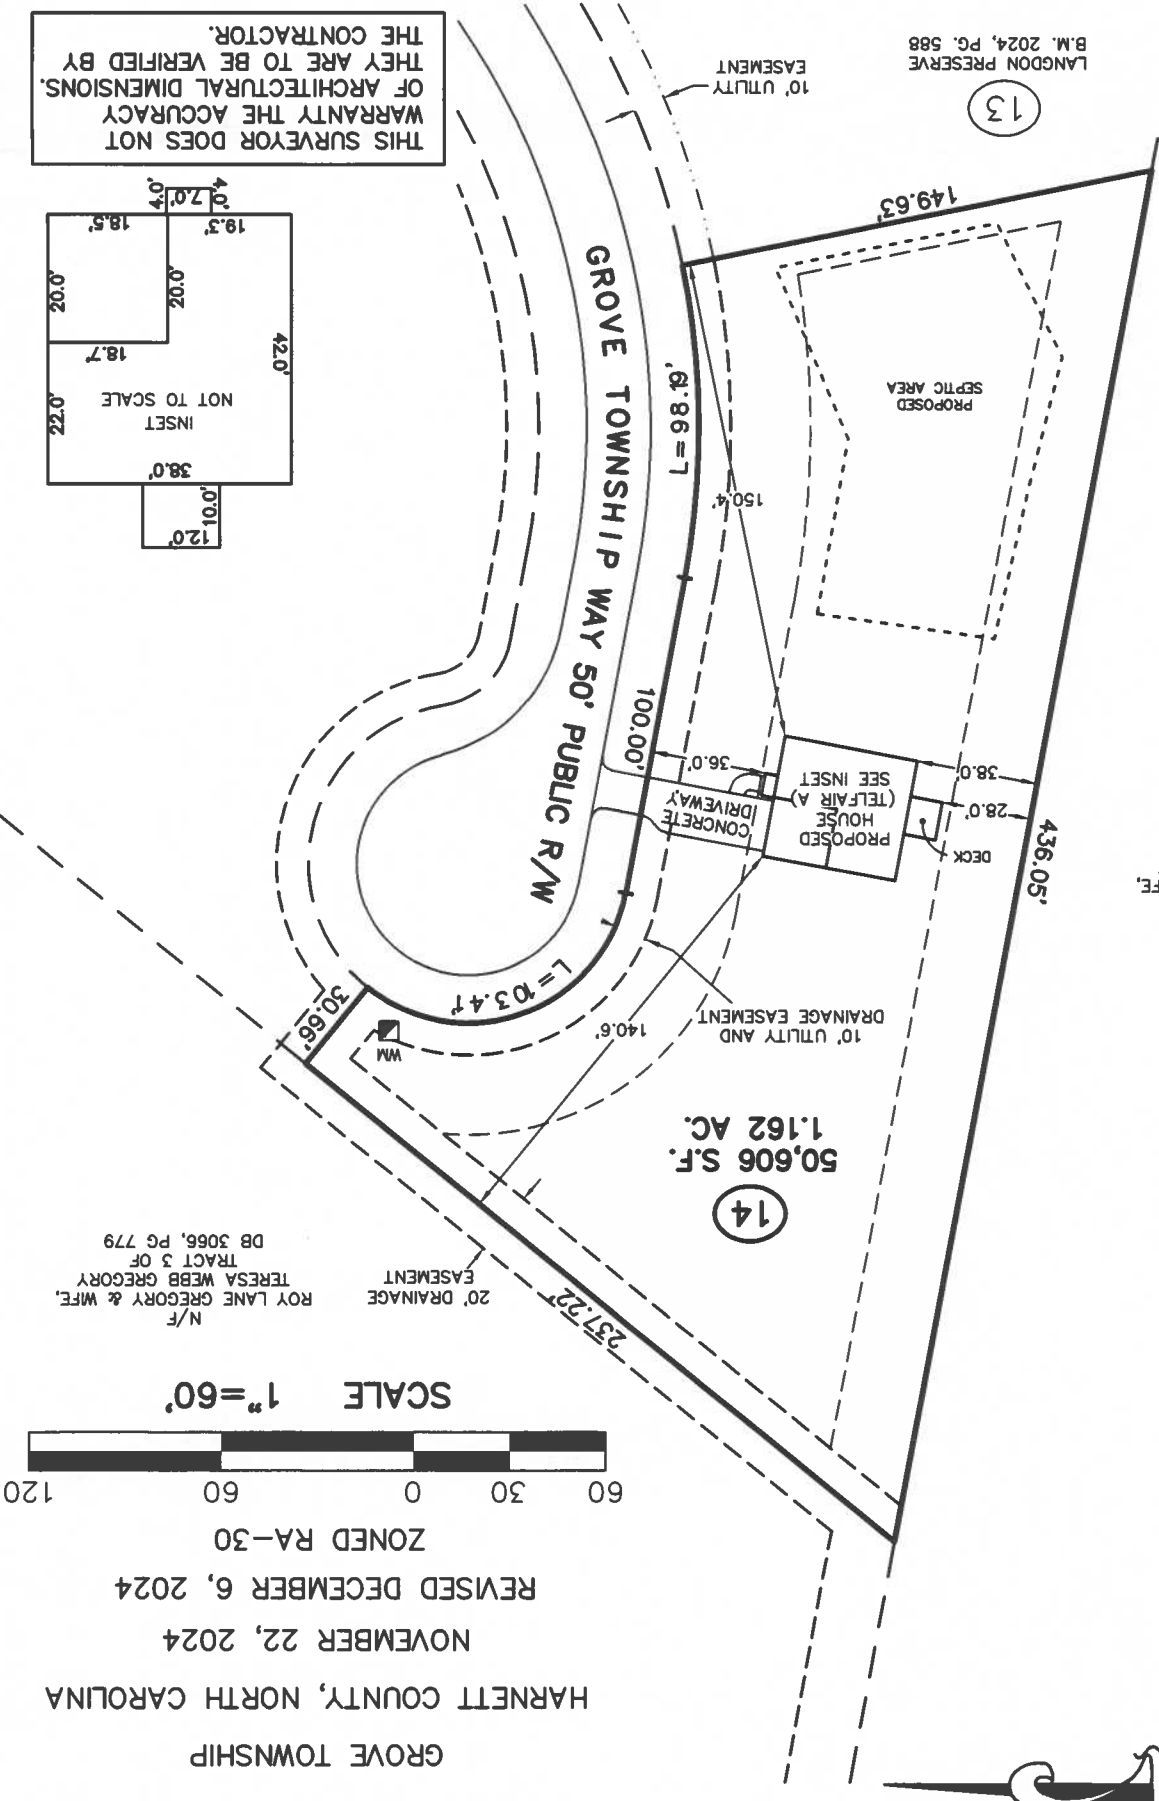 GROVE TOWNSHIP
HARNETT COUNTY, NORTH CAROLINA
NOVEMBER 22, 2024
REVISED DECEMBER 6, 2024
ZONED RA-30
60 30 0 60 120
SCALE 1"=60'
N/F
ROY LANE GREGORY & WIFE,
TERESA WEBB GREGORY
TRACT 3 OF
DB 3066, PG 779
20' DRAINAGE
EASEMENT
237.22'
14
50,606 S.F.
1.162 AC.
WM
30.66'
L=103.41'
140.6'
10' UTILITY AND
DRAINAGE EASEMENT
DECK
436.05'
28.0'
38.0'
PROPOSED
HOUSE
(TELFAIR A)
SEE INSET
CONCRETE
DRIVEWAY
36.0'
100.00'
GROVE TOWNSHIP WAY 50' PUBLIC R/W
150.4'
L=98.19'
PROPOSED
SEPTIC AREA
149.63'
12.0'
10.0'
38.0'
INSET
NOT TO SCALE
22.0'
42.0'
18.7'
20.0'
20.0'
18.5'
19.3'
4.0'
7.0'
4.0'
THIS SURVEYOR DOES NOT
WARRANTY THE ACCURACY
OF ARCHITECTURAL DIMENSIONS.
THEY ARE TO BE VERIFIED BY
THE CONTRACTOR.
10' UTILITY
EASEMENT
13
LANGDON PRESERVE
B.M. 2024, PG. 588